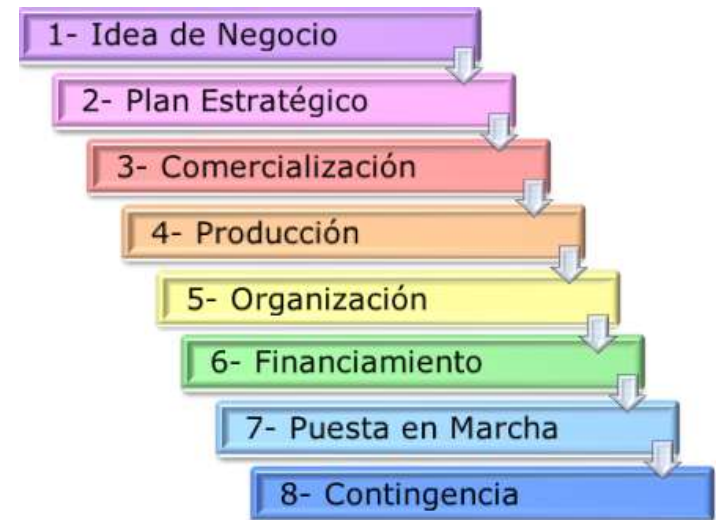 1- Idea de Negocio
2- Plan Estratégico
3- Comercialización
4- Producción
5- Organización
6- Financiamiento
7- Puesta en Marcha
8- Contingencia